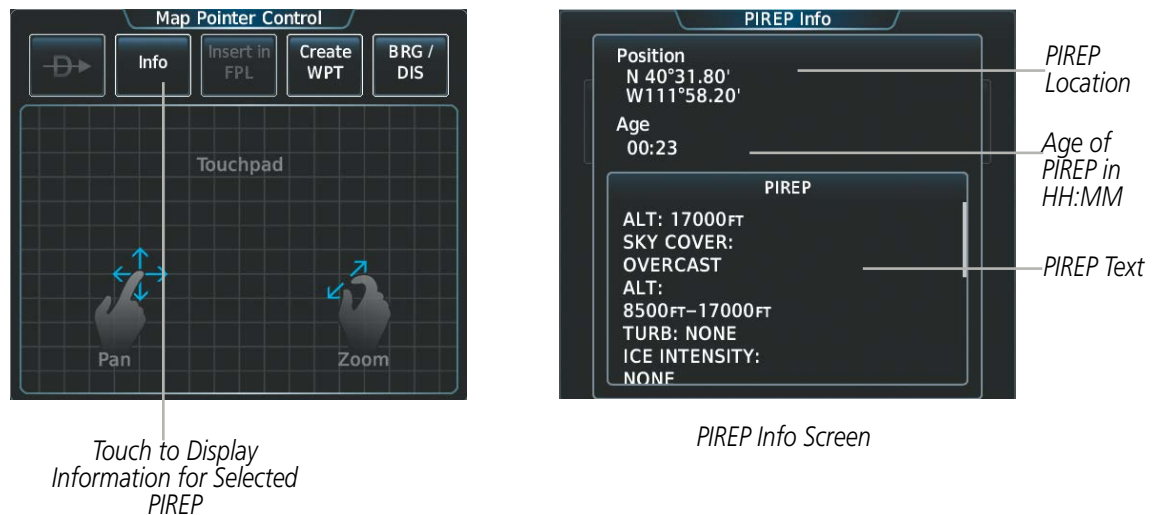 Map Pointer Control
D
Info
Insert in
FPL
Create
WPT
BRG /
DIS
Touchpad
Pan
Zoom
Touch to Display
Information for Selected
PIREP
PIREP Info
Position
N 40°31.80'
W111°58.20'
Age
00:23
PIREP
ALT: 17000FT
SKY COVER:
OVERCAST
ALT:
8500FT–17000FT
TURB: NONE
ICE INTENSITY:
NONE
PIREP
Location
Age of
PIREP in
HH:MM
PIREP Text
PIREP Info Screen